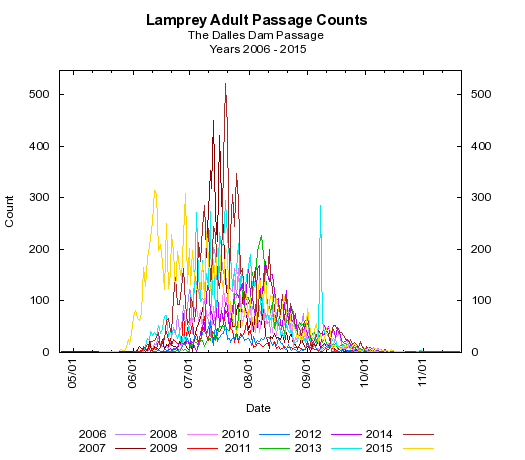 Lamprey Adult Passage Counts
The Dalles Dam Passage
Years 2006 - 2015
500 500
400 400
300 300
200 200
100 100
0 0
Count
05/01 06/01 07/01 08/01 09/01 10/01 11/01
Date
2006 2008 2010 2012 2014
2007 2009 2011 2013 2015